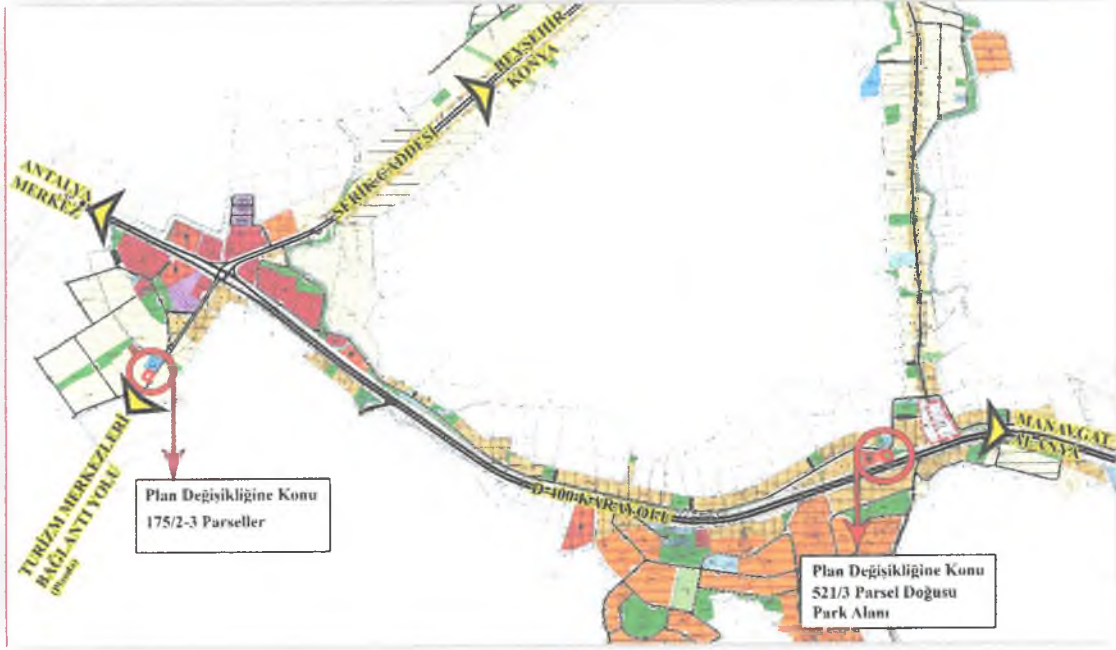 BEYŞEHİR
KONYA
SERİK CADDESİ
ANTALYA
MERKEZ
MANAVGAT
ALANYA
D-400 KARAYOLU
TURİZM MERKEZLERİ
BAĞLANTI YOLU
Plan Değişikliğine Konu
175/2-3 Parseller
Plan Değişikliğine Konu
521/3 Parsel Doğusu
Park Alanı